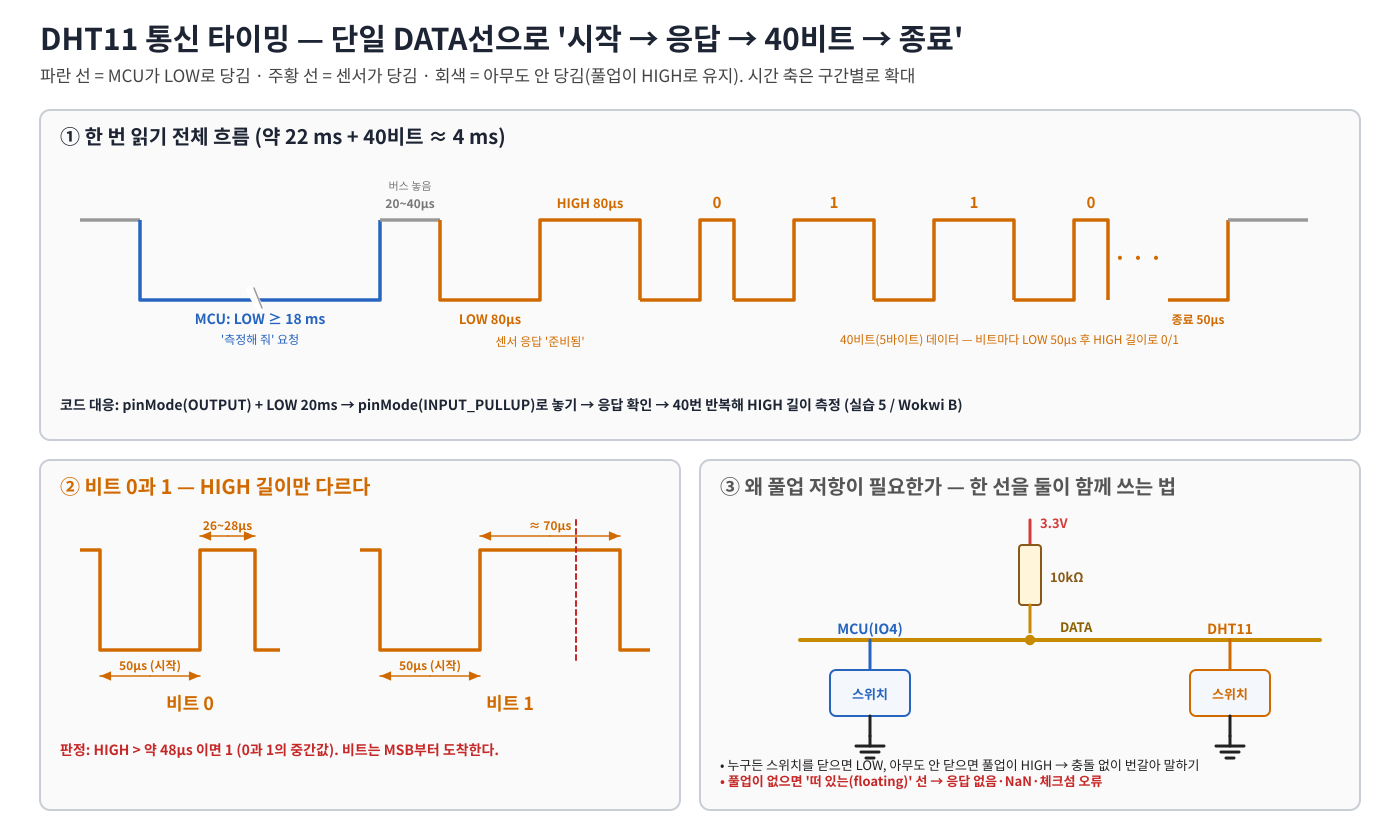 DHT11 통신 타이밍 — 단일 DATA선으로 '시작 → 응답 → 40비트 → 종료'
파란 선 = MCU가 LOW로 당김 · 주황 선 = 센서가 당김 · 회색 = 아무도 안 당김(풀업이 HIGH로 유지). 시간 축은 구간별로 확대
① 한 번 읽기 전체 흐름 (약 22 ms + 40비트 ≈ 4 ms)
버스 놓음
20~40µs
HIGH 80µs
0
1
1
0
· · ·
MCU: LOW ≥ 18 ms
'측정해 줘' 요청
LOW 80µs
센서 응답 '준비됨'
종료 50µs
40비트(5바이트) 데이터 — 비트마다 LOW 50µs 후 HIGH 길이로 0/1
코드 대응: pinMode(OUTPUT) + LOW 20ms → pinMode(INPUT_PULLUP)로 놓기 → 응답 확인 → 40번 반복해 HIGH 길이 측정 (실습 5 / Wokwi B)
② 비트 0과 1 — HIGH 길이만 다르다
26~28µs
≈ 70µs
50µs (시작)
50µs (시작)
비트 0
비트 1
판정: HIGH > 약 48µs 이면 1 (0과 1의 중간값). 비트는 MSB부터 도착한다.
③ 왜 풀업 저항이 필요한가 — 한 선을 둘이 함께 쓰는 법
3.3V
10kΩ
MCU(IO4)
DATA
DHT11
스위치
스위치
• 누구든 스위치를 닫으면 LOW, 아무도 안 닫으면 풀업이 HIGH → 충돌 없이 번갈아 말하기
• 풀업이 없으면 '떠 있는(floating)' 선 → 응답 없음·NaN·체크섬 오류